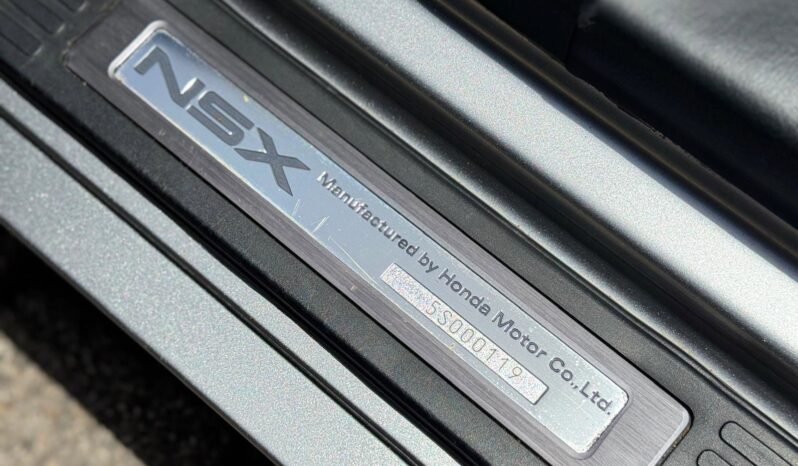 NSX
Manufactured by Honda Motor Co.,Ltd.
5S000119